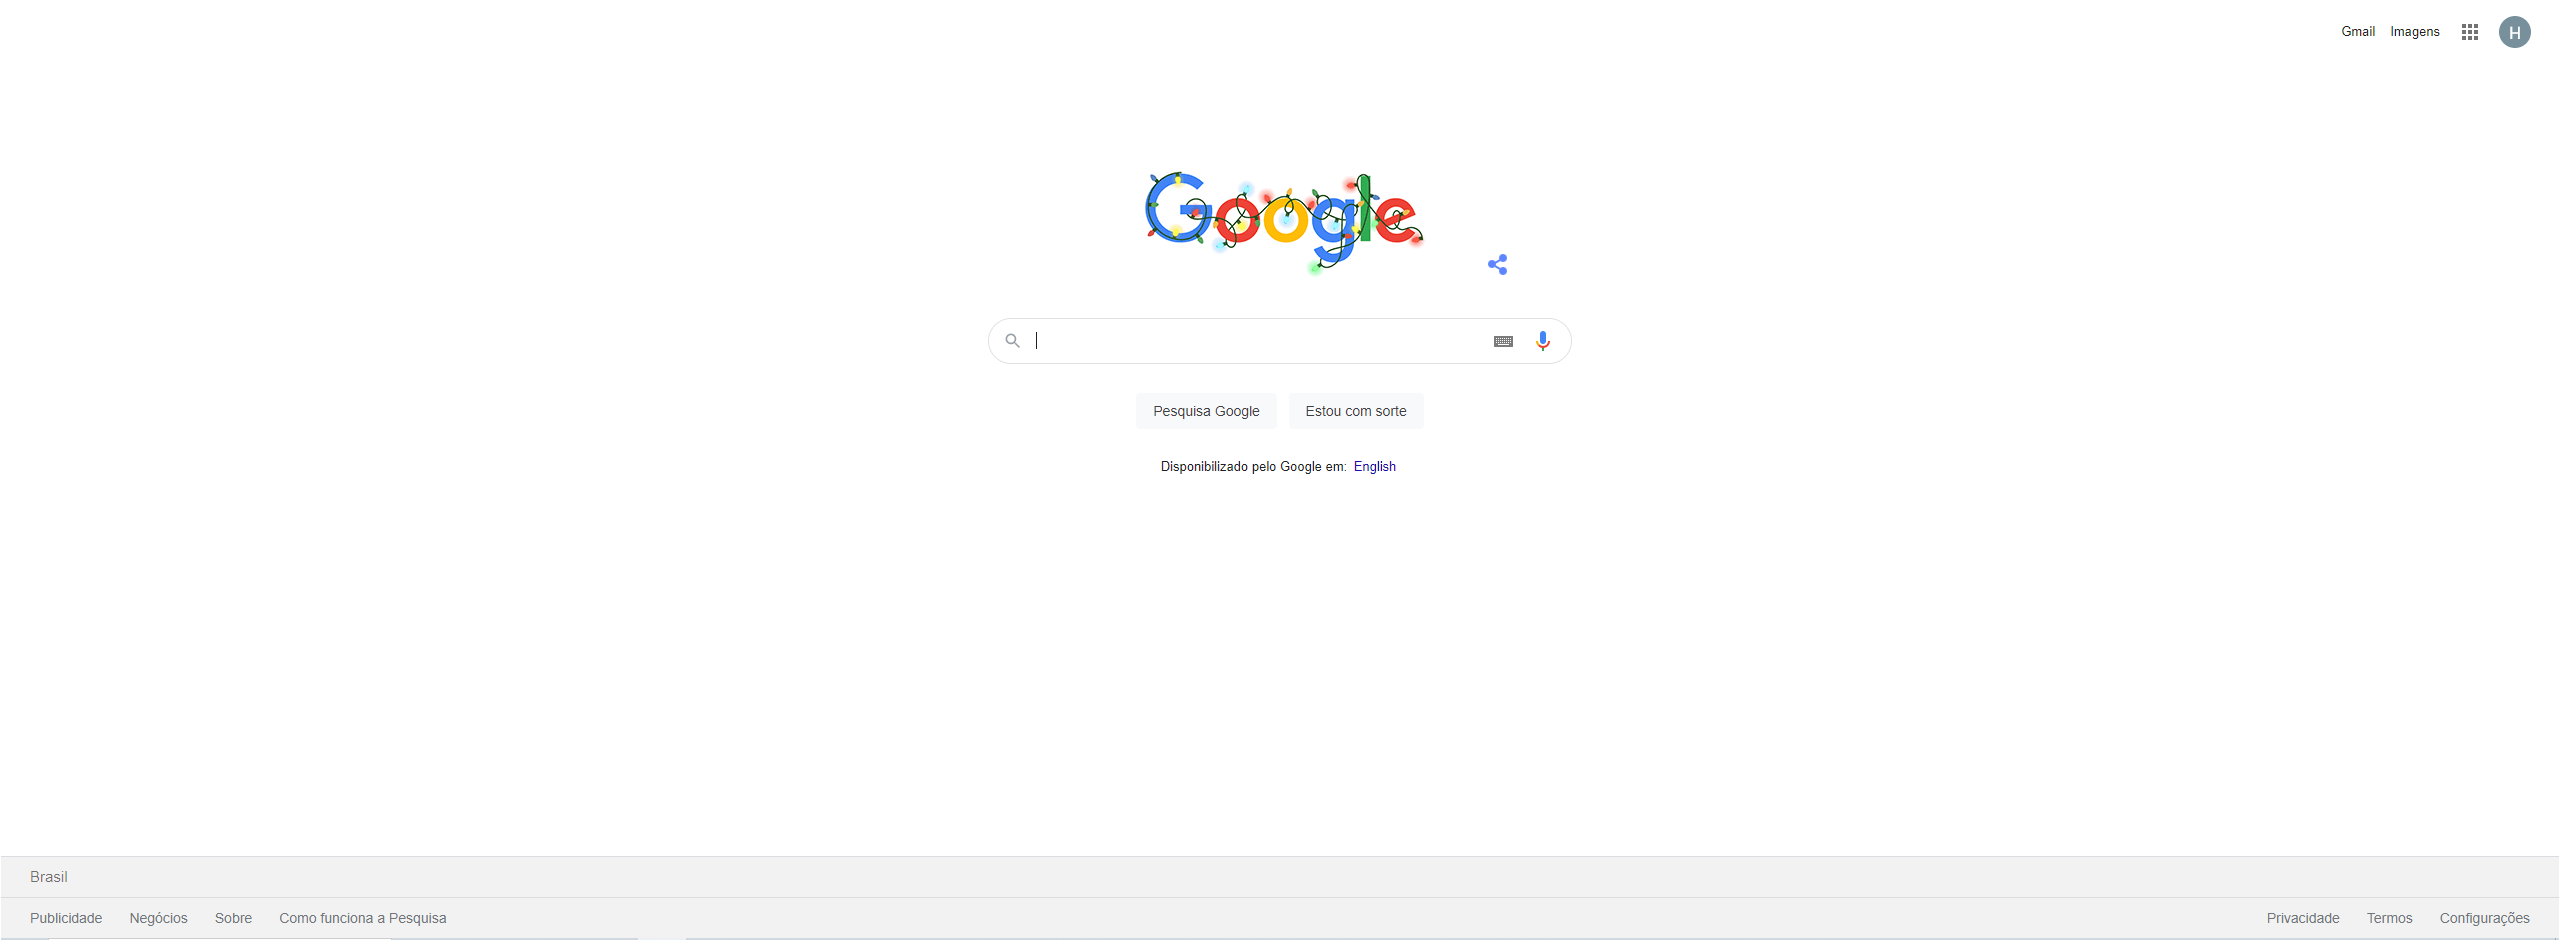 Gmail Imagens H
Google
Pesquisa Google Estou com sorte
Disponibilizado pelo Google em: English
Brasil
Publicidade Negócios Sobre Como funciona a Pesquisa Privacidade Termos Configurações